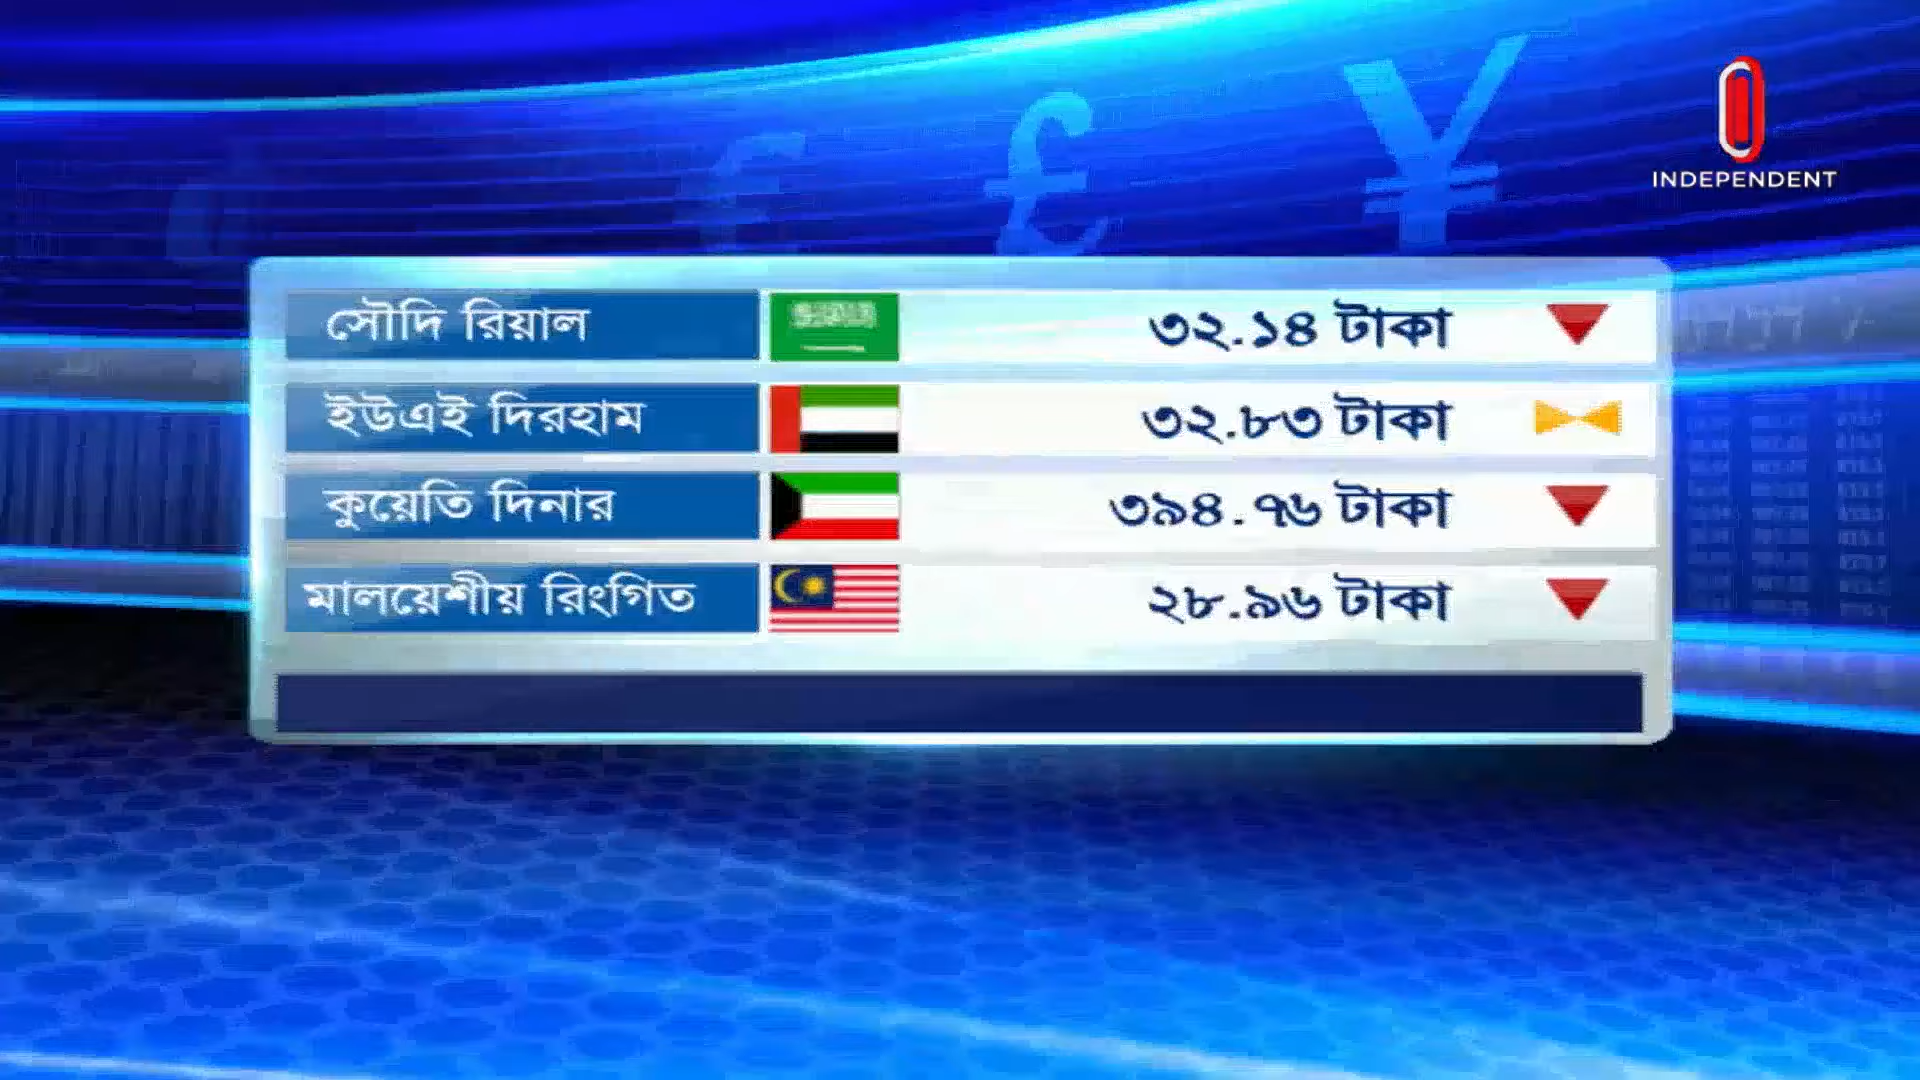 INDEPENDENT
সৌদি রিয়াল ৩২.১৪ টাকা
ইউএই দিরহাম ৩২.৮৩ টাকা
কুয়েতি দিনার ৩৯৪.৭৬ টাকা
মালয়েশীয় রিংগিত ২৮.৯৬ টাকা